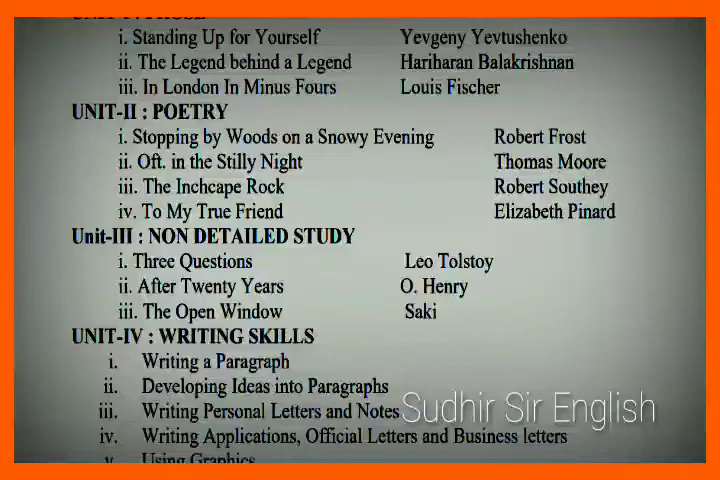 i. Standing Up for Yourself Yevgeny Yevtushenko
ii. The Legend behind a Legend Hariharan Balakrishnan
iii. In London In Minus Fours Louis Fischer
UNIT-II : POETRY
i. Stopping by Woods on a Snowy Evening Robert Frost
ii. Oft. in the Stilly Night Thomas Moore
iii. The Inchcape Rock Robert Southey
iv. To My True Friend Elizabeth Pinard
Unit-III : NON DETAILED STUDY
i. Three Questions Leo Tolstoy
ii. After Twenty Years O. Henry
iii. The Open Window Saki
UNIT-IV : WRITING SKILLS
i. Writing a Paragraph
ii. Developing Ideas into Paragraphs
iii. Writing Personal Letters and Notes
Sudhir Sir English
iv. Writing Applications, Official Letters and Business letters
v. Using Graphics